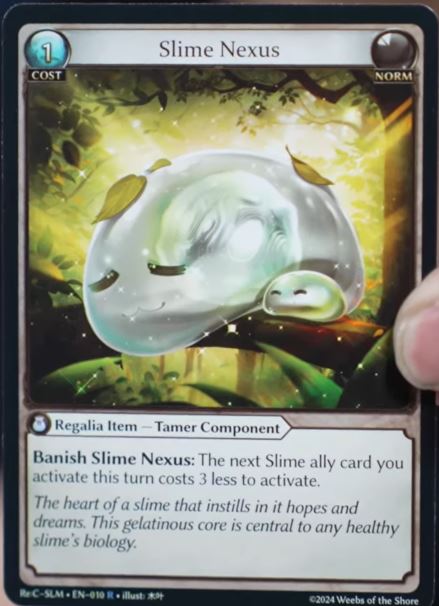 1
Slime Nexus
COST
NORM
Regalia Item — Tamer Component
Banish Slime Nexus: The next Slime ally card you
activate this turn costs 3 less to activate.
The heart of a slime that instills in it hopes and
dreams. This gelatinous core is central to any healthy
slime's biology.
Re:C–SLM • EN–010 R • illust: 木叶
©2024 Weebs of the Shore